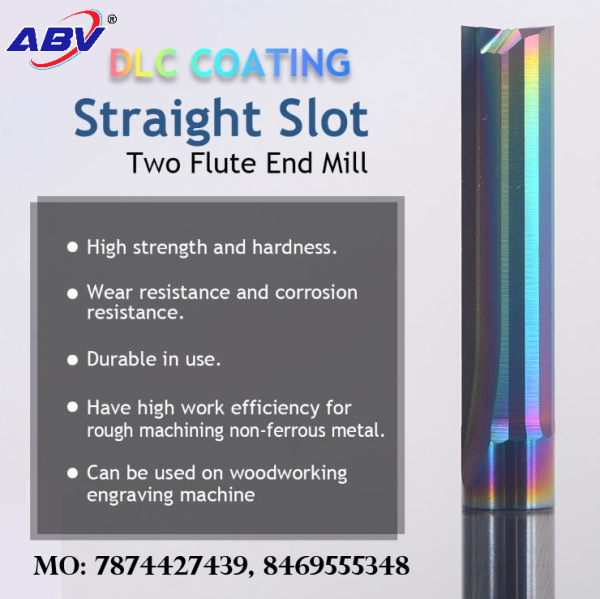 ABV®
DLC COATING
Straight Slot
Two Flute End Mill
● High strength and hardness.
● Wear resistance and corrosion
resistance.
● Durable in use.
● Have high work efficiency for
rough machining non-ferrous metal.
● Can be used on woodworking
engraving machine
MO: 7874427439, 8469555348